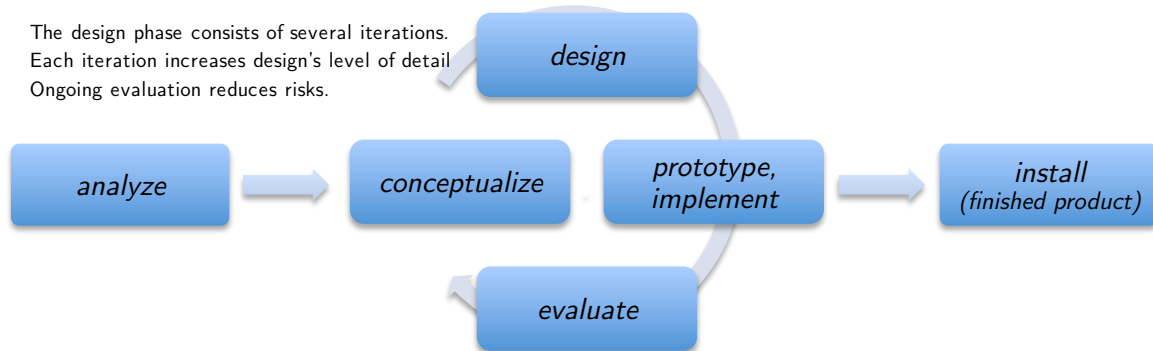 The design phase consists of several iterations.
Each iteration increases design's level of detail
Ongoing evaluation reduces risks.
design
analyze
conceptualize
prototype,
implement
install
(finished product)
evaluate